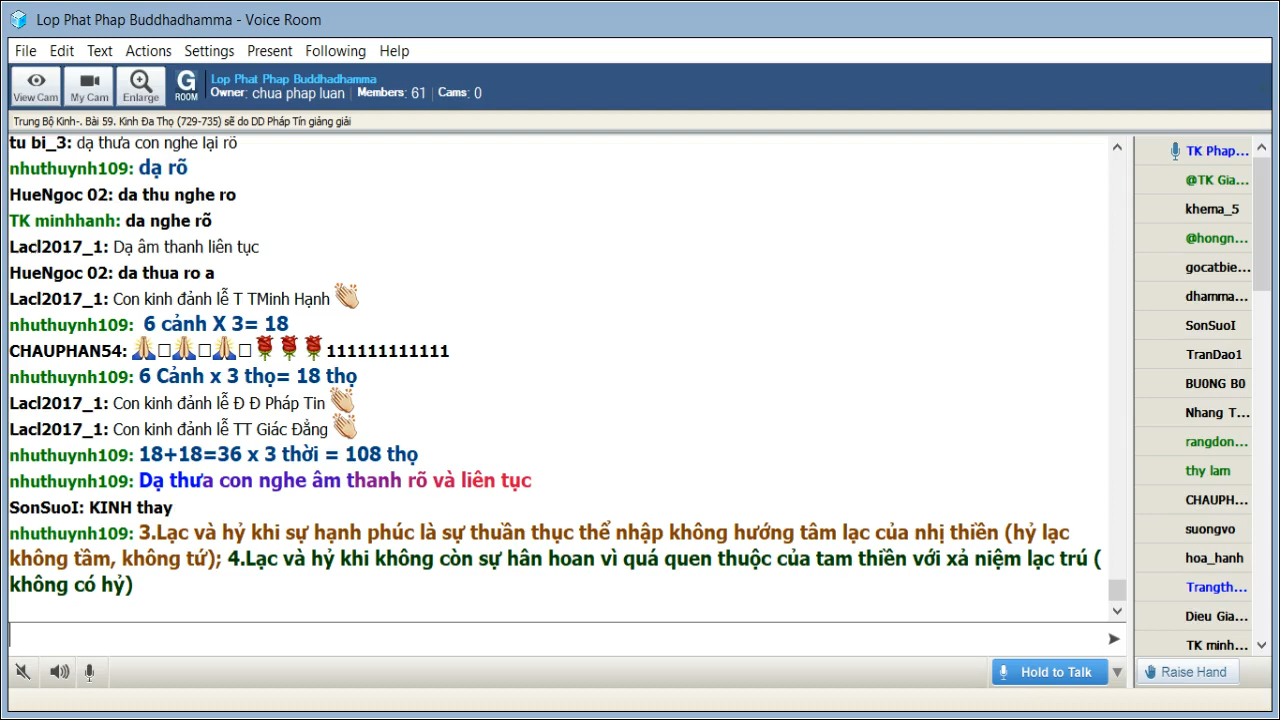 Lop Phat Phap Buddhadhamma - Voice Room
File Edit Text Actions Settings Present Following Help
View Cam My Cam Enlarge G ROOM
Lop Phat Phap Buddhadhamma
Owner: chua phap luan Members: 61 Cams: 0
Trung Bộ Kinh-. Bài 59. Kinh Đa Thọ (729-735) sẽ do DD Pháp Tín giảng giải
tu bi_3: dạ thưa con nghe lại rõ
nhuthuynh109: dạ rõ
HueNgoc 02: da thu nghe ro
TK minhhanh: da nghe rõ
Lacl2017_1: Dạ âm thanh liên tục
HueNgoc 02: da thua ro a
Lacl2017_1: Con kinh đảnh lễ T TMinh Hạnh
nhuthuynh109: 6 cảnh X 3= 18
CHAUPHAN54: 111111111111
nhuthuynh109: 6 Cảnh x 3 thọ= 18 thọ
Lacl2017_1: Con kinh đảnh lễ Đ Đ Pháp Tin
Lacl2017_1: Con kinh đảnh lễ TT Giác Đẳng
nhuthuynh109: 18+18=36 x 3 thời = 108 thọ
nhuthuynh109: Dạ thưa con nghe âm thanh rõ và liên tục
SonSuoI: KINH thay
nhuthuynh109: 3.Lạc và hỷ khi sự hạnh phúc là sự thuần thục thể nhập không hướng tâm lạc của nhị thiền (hỷ lạc
không tầm, không tứ); 4.Lạc và hỷ khi không còn sự hân hoan vì quá quen thuộc của tam thiền với xả niệm lạc trú (
không có hỷ)
TK Phap...
@TK Gia...
khema_5
@hongn...
gocatbie...
dhamma...
SonSuoI
TranDao1
BU0NG B0
Nhang T...
rangdon...
thy lam
CHAUPH...
suongvo
hoa_hanh
Trangth...
Dieu Gia...
TK minh...
Hold to Talk
Raise Hand